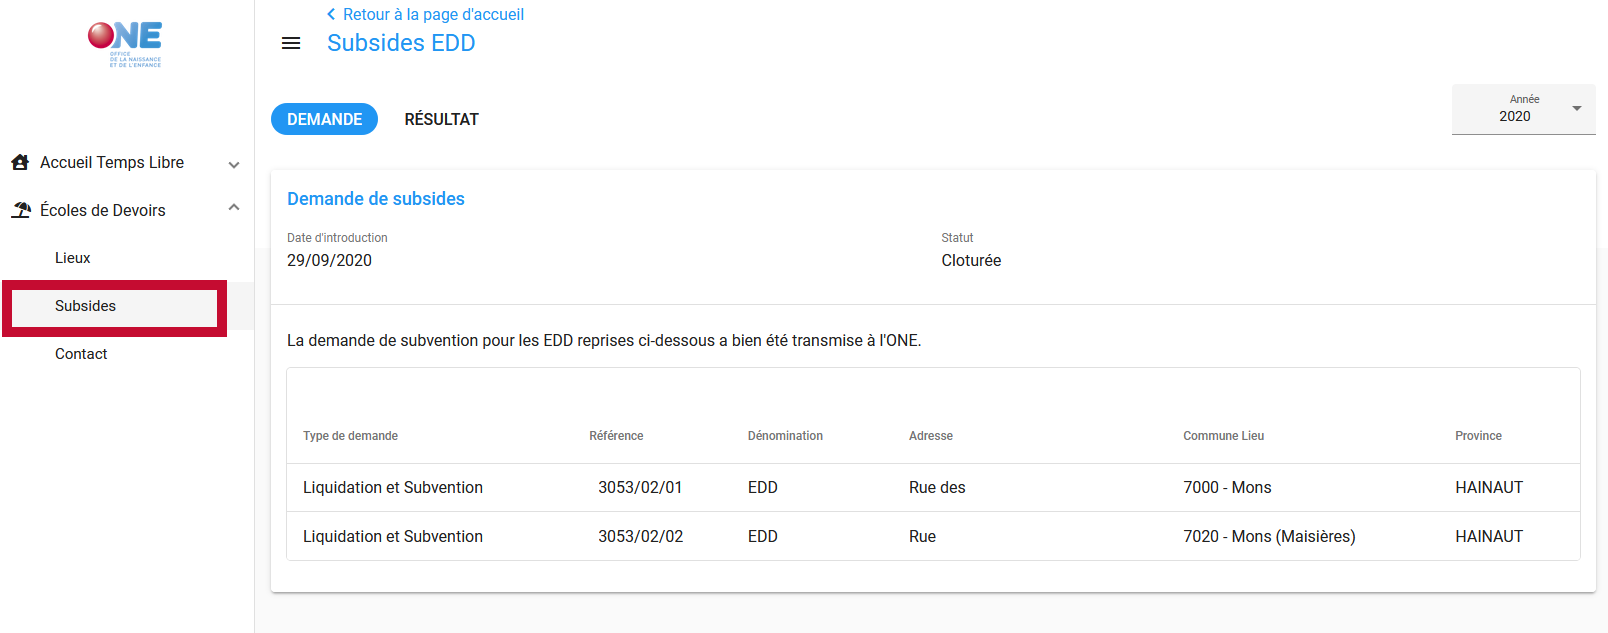 ONE
OFFICE
DE LA NAISSANCE
ET DE L'ENFANCE
Accueil Temps Libre
Écoles de Devoirs
Lieux
Subsides
Contact
Retour à la page d'accueil
Subsides EDD
DEMANDE RÉSULTAT
Année
2020
Demande de subsides
Date d'introduction Statut
29/09/2020 Cloturée
La demande de subvention pour les EDD reprises ci-dessous a bien été transmise à l'ONE.
Type de demande Référence Dénomination Adresse Commune Lieu Province
Liquidation et Subvention 3053/02/01 EDD Rue des 7000 - Mons HAINAUT
Liquidation et Subvention 3053/02/02 EDD Rue 7020 - Mons (Maisières) HAINAUT